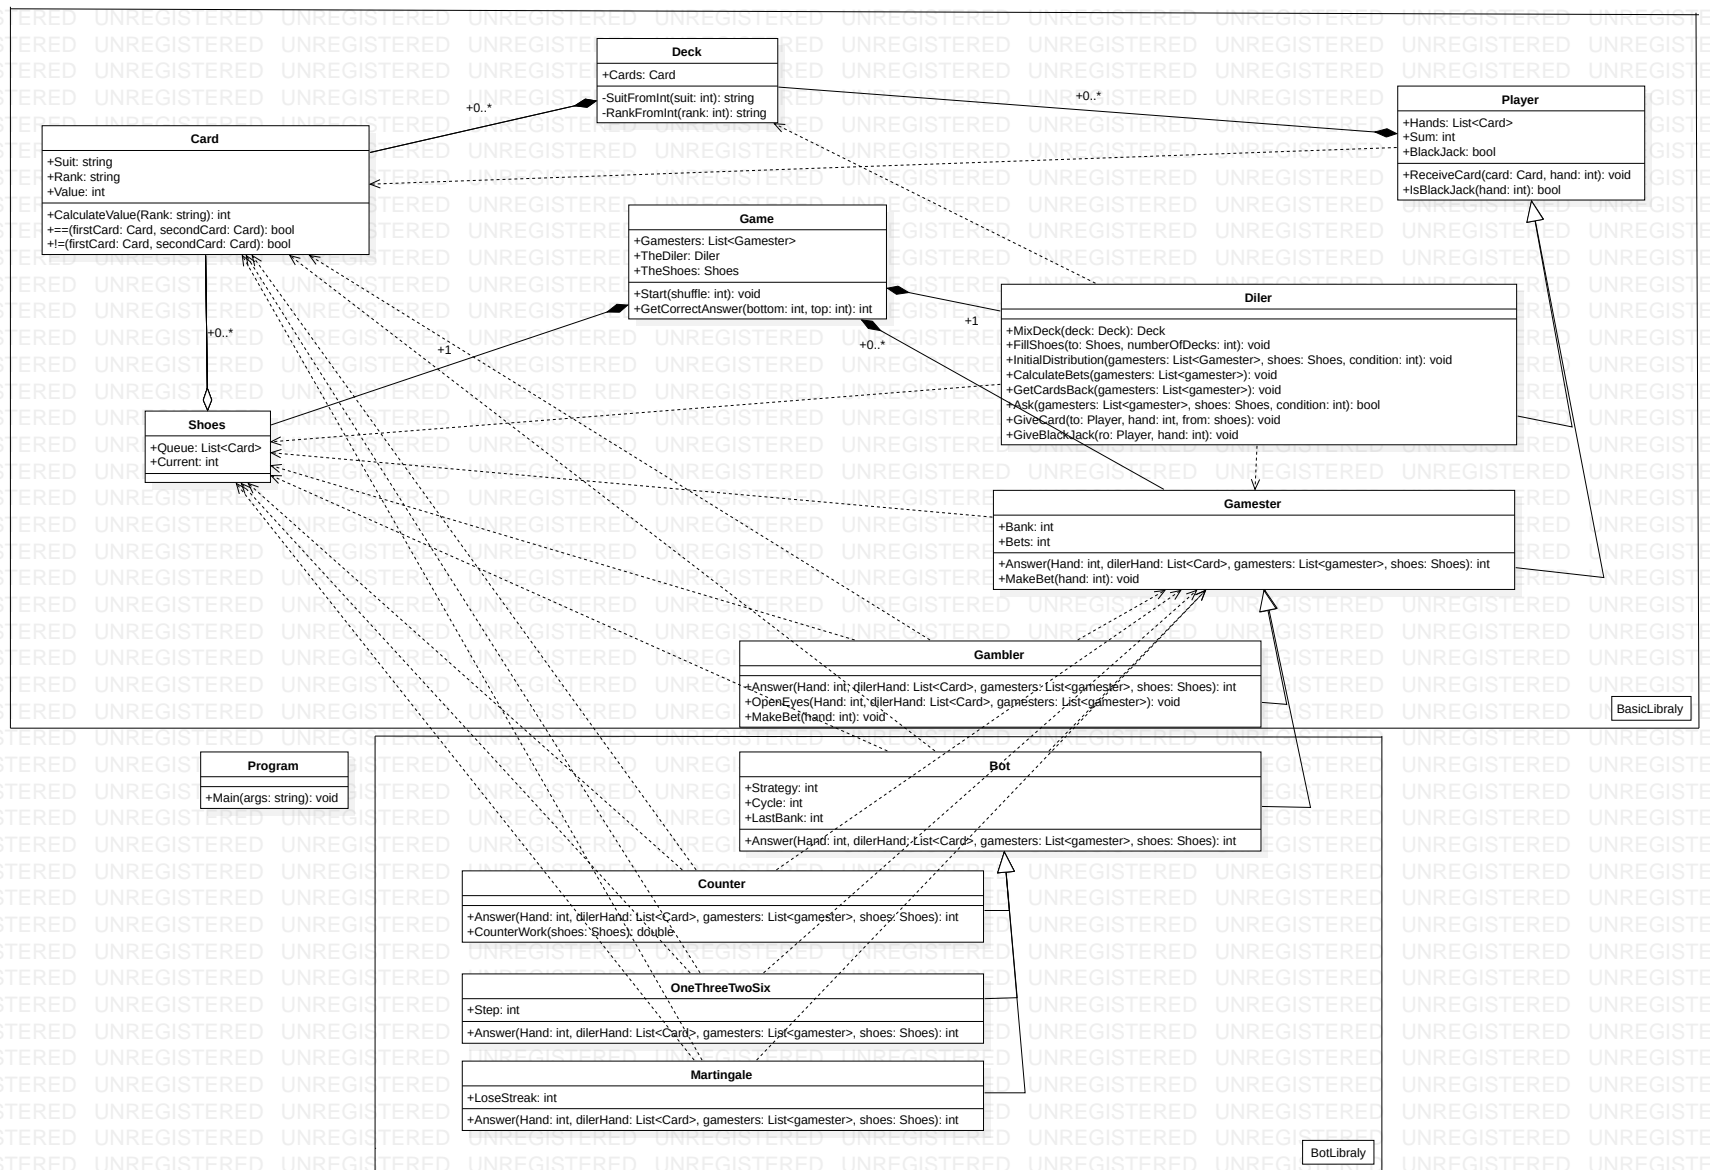 Deck
+Cards: Card
-SuitFromInt(suit: int): string
-RankFromInt(rank: int): string
+0..*
+0..*
Player
+Hands: List<Card>
+Sum: int
+BlackJack: bool
+ReceiveCard(card: Card, hand: int): void
+IsBlackJack(hand: int): bool
Card
+Suit: string
+Rank: string
+Value: int
+CalculateValue(Rank: string): int
+==(firstCard: Card, secondCard: Card): bool
+!=(firstCard: Card, secondCard: Card): bool
Game
+Gamesters: List<Gamester>
+TheDiler: Diler
+TheShoes: Shoes
+Start(shuffle: int): void
+GetCorrectAnswer(bottom: int, top: int): int
+0..*
+1
+0..*
+1
Diler
+MixDeck(deck: Deck): Deck
+FillShoes(to: Shoes, numberOfDecks: int): void
+InitialDistribution(gamesters: List<Gamester>, shoes: Shoes, condition: int): void
+CalculateBets(gamesters: List<gamester>): void
+GetCardsBack(gamesters: List<gamester>): void
+Ask(gamesters: List<gamester>, shoes: Shoes, condition: int): bool
+GiveCard(to: Player, hand: int, from: shoes): void
+GiveBlackJack(ro: Player, hand: int): void
Shoes
+Queue: List<Card>
+Current: int
Gamester
+Bank: int
+Bets: int
+Answer(Hand: int, dilerHand: List<Card>, gamesters: List<gamester>, shoes: Shoes): int
+MakeBet(hand: int): void
Gambler
+Answer(Hand: int, dilerHand: List<Card>, gamesters: List<gamester>, shoes: Shoes): int
+OpenEyes(Hand: int, dilerHand: List<Card>, gamesters: List<gamester>): void
+MakeBet(hand: int): void
BasicLibraly
Program
+Main(args: string): void
Bot
+Strategy: int
+Cycle: int
+LastBank: int
+Answer(Hand: int, dilerHand: List<Card>, gamesters: List<gamester>, shoes: Shoes): int
Counter
+Answer(Hand: int, dilerHand: List<Card>, gamesters: List<gamester>, shoes: Shoes): int
+CounterWork(shoes: Shoes): double
OneThreeTwoSix
+Step: int
+Answer(Hand: int, dilerHand: List<Card>, gamesters: List<gamester>, shoes: Shoes): int
Martingale
+LoseStreak: int
+Answer(Hand: int, dilerHand: List<Card>, gamesters: List<gamester>, shoes: Shoes): int
BotLibraly
UNREGISTERED